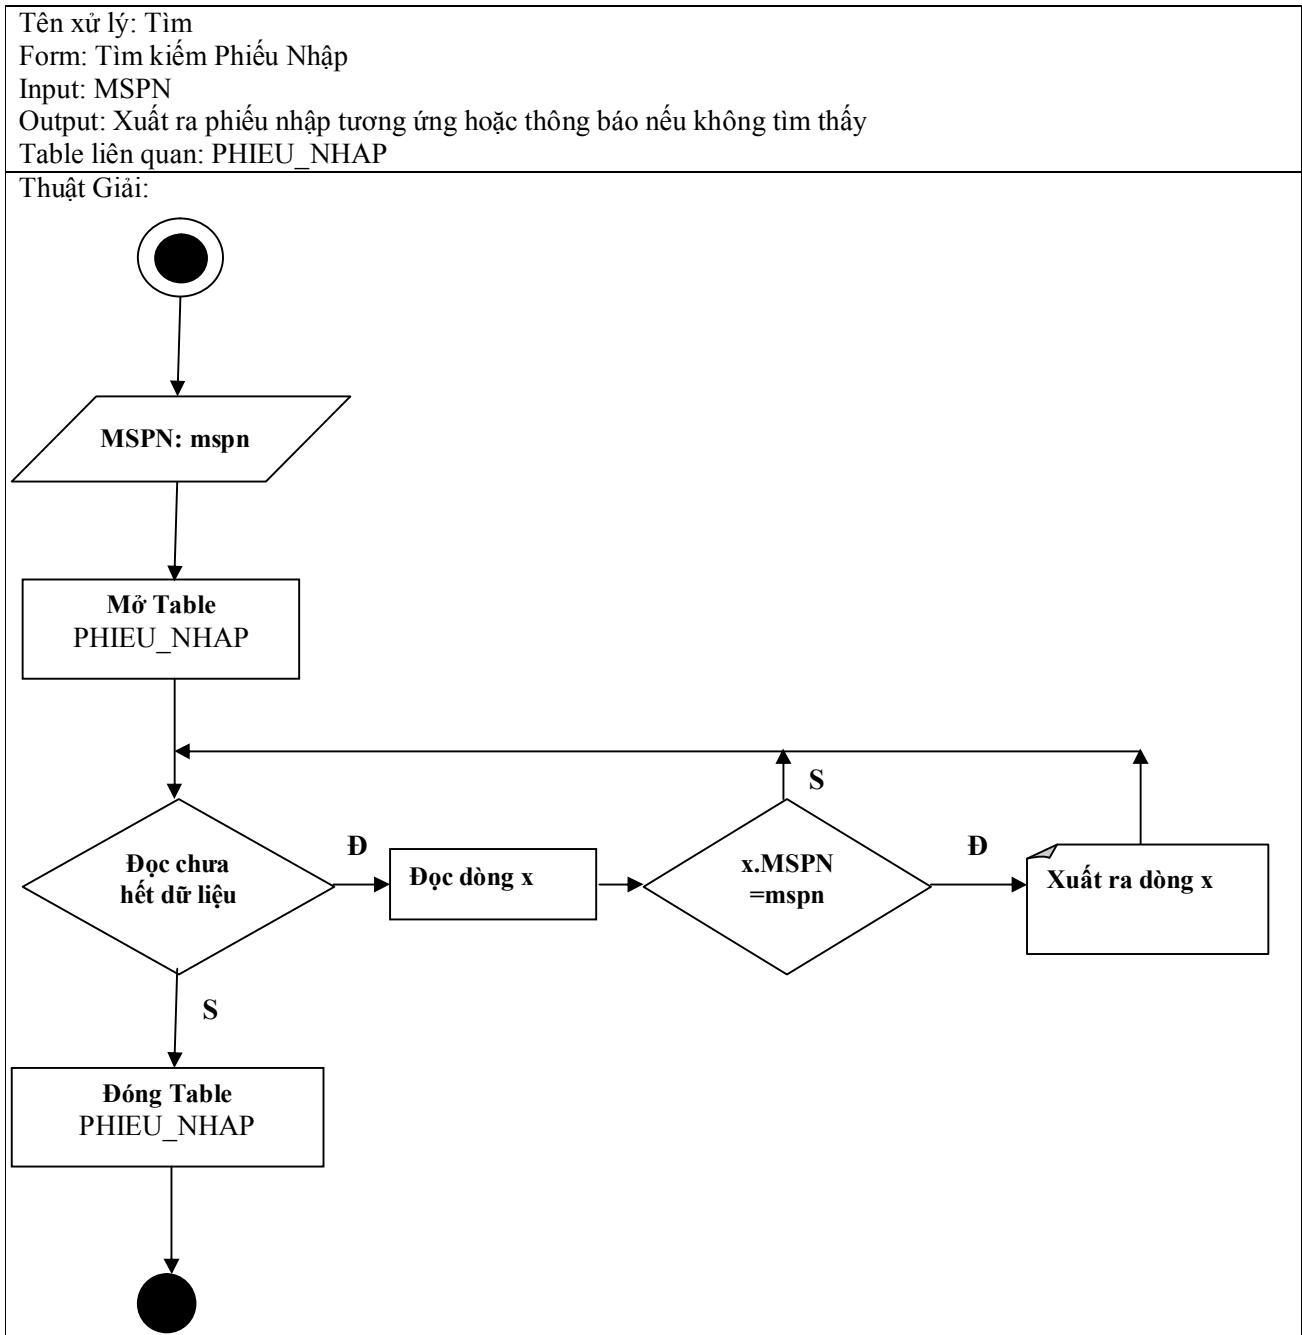 Tên xử lý: Tìm
Form: Tìm kiếm Phiếu Nhập
Input: MSPN
Output: Xuất ra phiếu nhập tương ứng hoặc thông báo nếu không tìm thấy
Table liên quan: PHIEU_NHAP
Thuật Giải:
MSPN: mspn
Mở Table
PHIEU_NHAP
S
Đọc chưa
hết dữ liệu
Đ
Đọc dòng x
x.MSPN
=mspn
Đ
Xuất ra dòng x
S
Đóng Table
PHIEU_NHAP